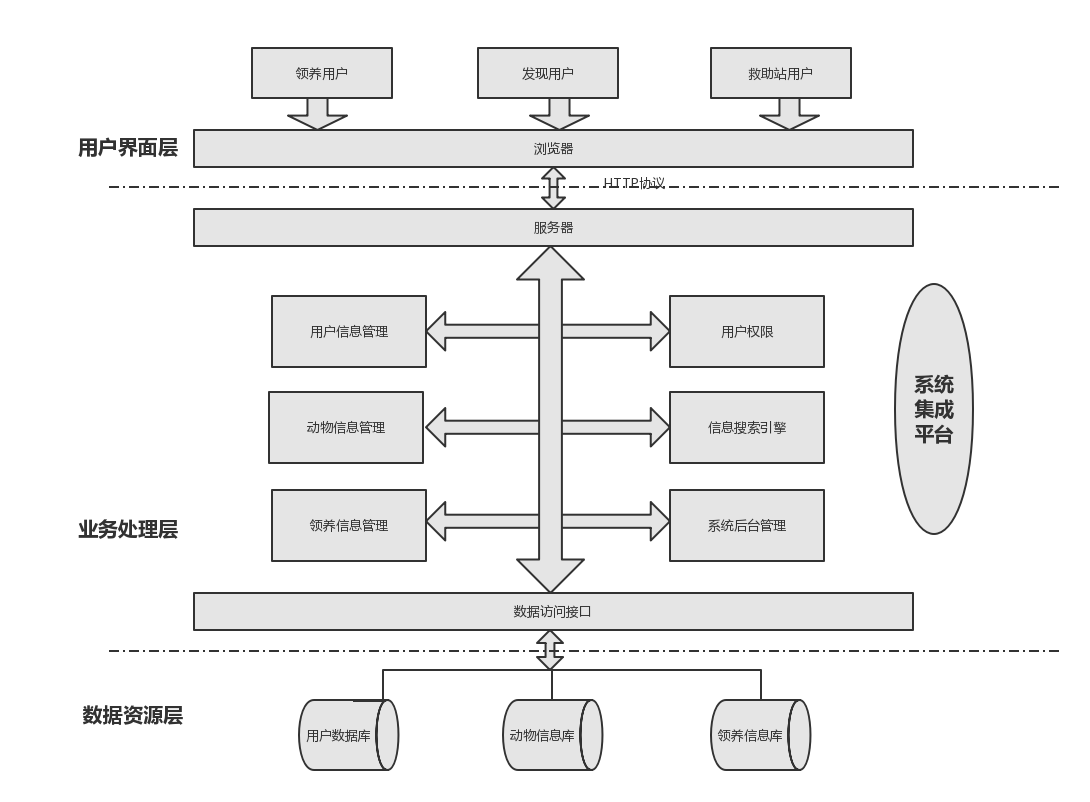 领养用户
发现用户
救助站用户
用户界面层
浏览器
HTTP协议
服务器
用户信息管理
用户权限
动物信息管理
信息搜索引擎
系统
集成
平台
领养信息管理
系统后台管理
业务处理层
数据访问接口
数据资源层
用户数据库
动物信息库
领养信息库